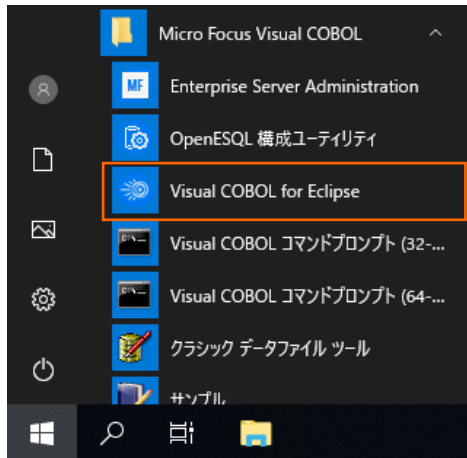 Micro Focus Visual COBOL
MF
Enterprise Server Administration
OpenESQL 構成ユーティリティ
Visual COBOL for Eclipse
Visual COBOL コマンドプロンプト (32-...
Visual COBOL コマンドプロンプト (64-...
クラシック データファイル ツール
サンプル